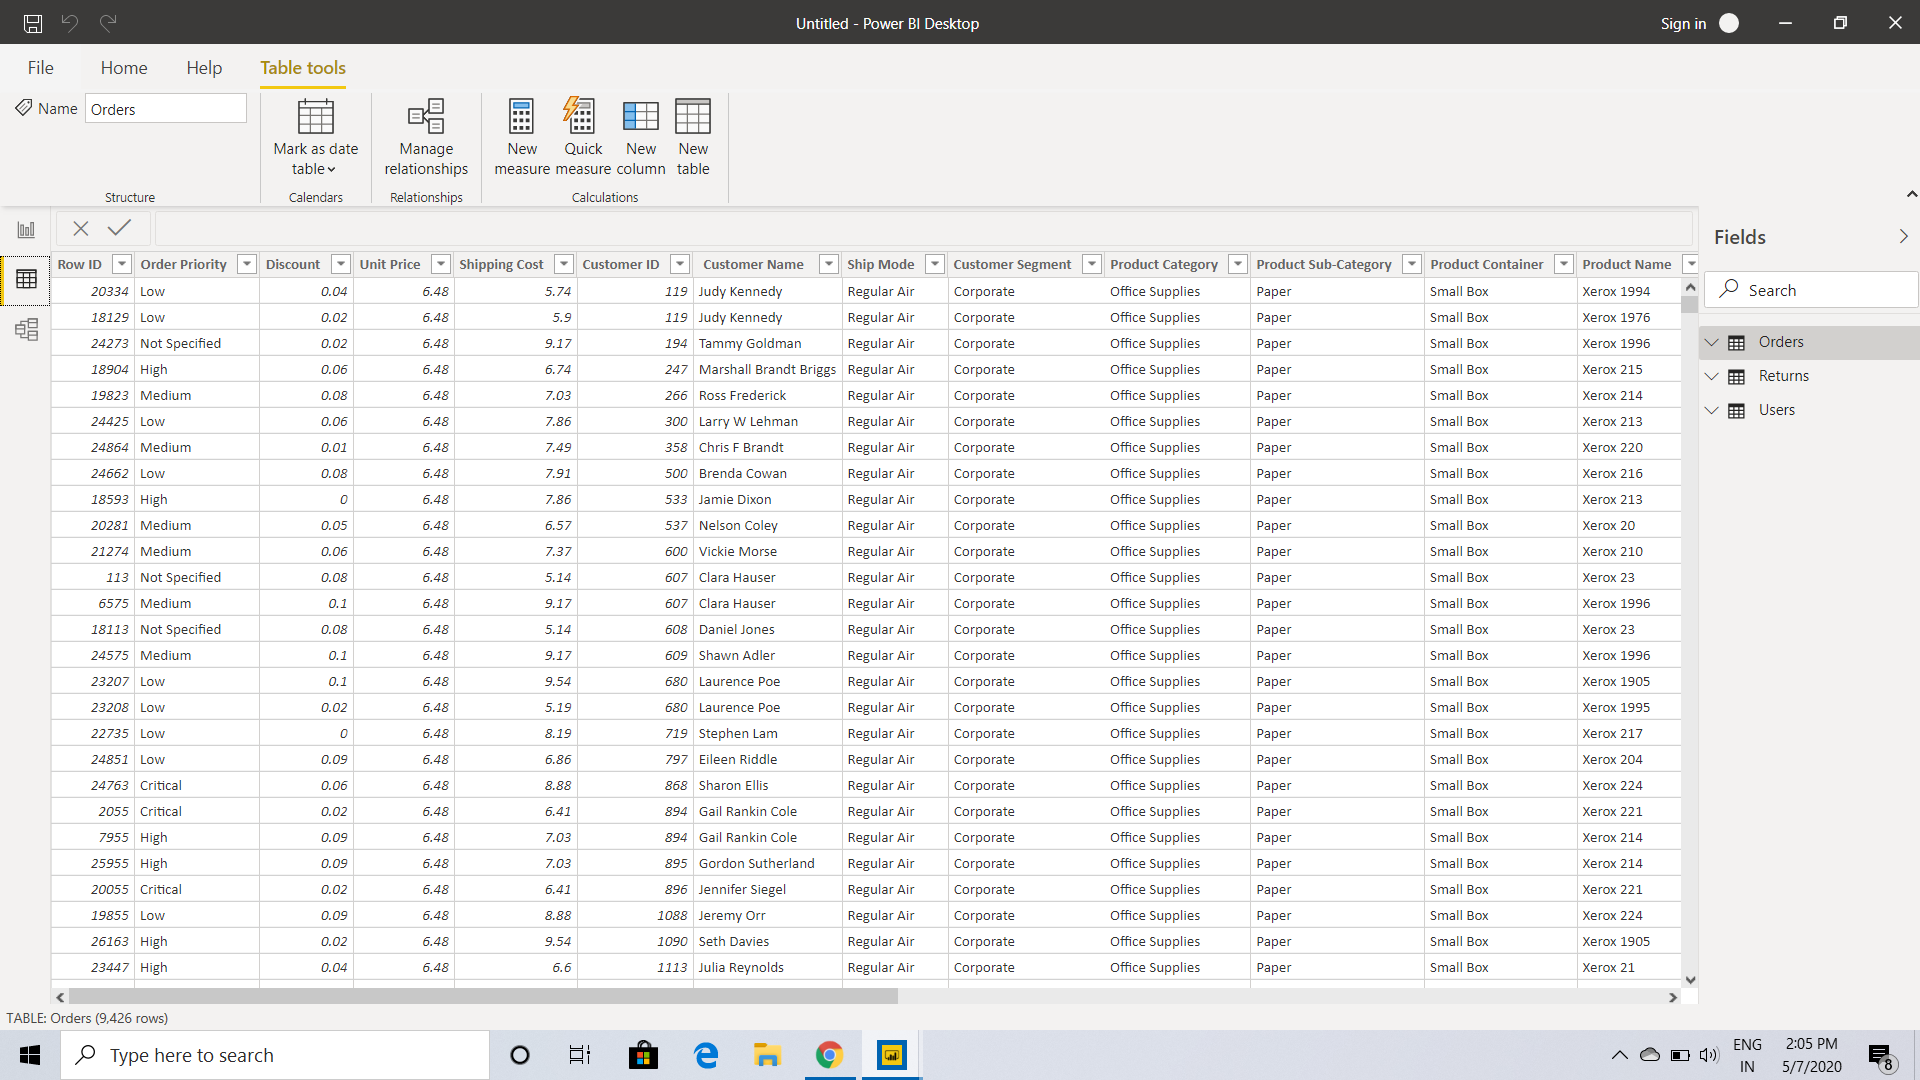 Untitled - Power BI Desktop
Sign in
File Home Help Table tools
Name Orders
Mark as date table
Manage relationships
New measure
Quick measure
New column
New table
Structure Calendars Relationships Calculations
Fields
Search
Orders
Returns
Users
Row ID Order Priority Discount Unit Price Shipping Cost Customer ID Customer Name Ship Mode Customer Segment Product Category Product Sub-Category Product Container Product Name
20334 Low 0.04 6.48 5.74 119 Judy Kennedy Regular Air Corporate Office Supplies Paper Small Box Xerox 1994
18129 Low 0.02 6.48 5.9 119 Judy Kennedy Regular Air Corporate Office Supplies Paper Small Box Xerox 1976
24273 Not Specified 0.02 6.48 9.17 194 Tammy Goldman Regular Air Corporate Office Supplies Paper Small Box Xerox 1996
18904 High 0.06 6.48 6.74 247 Marshall Brandt Briggs Regular Air Corporate Office Supplies Paper Small Box Xerox 215
19823 Medium 0.08 6.48 7.03 266 Ross Frederick Regular Air Corporate Office Supplies Paper Small Box Xerox 214
24425 Low 0.06 6.48 7.86 300 Larry W Lehman Regular Air Corporate Office Supplies Paper Small Box Xerox 213
24864 Medium 0.01 6.48 7.49 358 Chris F Brandt Regular Air Corporate Office Supplies Paper Small Box Xerox 220
24662 Low 0.08 6.48 7.91 500 Brenda Cowan Regular Air Corporate Office Supplies Paper Small Box Xerox 216
18593 High 0 6.48 7.86 533 Jamie Dixon Regular Air Corporate Office Supplies Paper Small Box Xerox 213
20281 Medium 0.05 6.48 6.57 537 Nelson Coley Regular Air Corporate Office Supplies Paper Small Box Xerox 20
21274 Medium 0.06 6.48 7.37 600 Vickie Morse Regular Air Corporate Office Supplies Paper Small Box Xerox 210
113 Not Specified 0.08 6.48 5.14 607 Clara Hauser Regular Air Corporate Office Supplies Paper Small Box Xerox 23
6575 Medium 0.1 6.48 9.17 607 Clara Hauser Regular Air Corporate Office Supplies Paper Small Box Xerox 1996
18113 Not Specified 0.08 6.48 5.14 608 Daniel Jones Regular Air Corporate Office Supplies Paper Small Box Xerox 23
24575 Medium 0.1 6.48 9.17 609 Shawn Adler Regular Air Corporate Office Supplies Paper Small Box Xerox 1996
23207 Low 0.1 6.48 9.54 680 Laurence Poe Regular Air Corporate Office Supplies Paper Small Box Xerox 1905
23208 Low 0.02 6.48 5.19 680 Laurence Poe Regular Air Corporate Office Supplies Paper Small Box Xerox 1995
22735 Low 0 6.48 8.19 719 Stephen Lam Regular Air Corporate Office Supplies Paper Small Box Xerox 217
24851 Low 0.09 6.48 6.86 797 Eileen Riddle Regular Air Corporate Office Supplies Paper Small Box Xerox 204
24763 Critical 0.06 6.48 8.88 868 Sharon Ellis Regular Air Corporate Office Supplies Paper Small Box Xerox 224
2055 Critical 0.02 6.48 6.41 894 Gail Rankin Cole Regular Air Corporate Office Supplies Paper Small Box Xerox 221
7955 High 0.09 6.48 7.03 894 Gail Rankin Cole Regular Air Corporate Office Supplies Paper Small Box Xerox 214
25955 High 0.09 6.48 7.03 895 Gordon Sutherland Regular Air Corporate Office Supplies Paper Small Box Xerox 214
20055 Critical 0.02 6.48 6.41 896 Jennifer Siegel Regular Air Corporate Office Supplies Paper Small Box Xerox 221
19855 Low 0.09 6.48 8.88 1088 Jeremy Orr Regular Air Corporate Office Supplies Paper Small Box Xerox 224
26163 High 0.02 6.48 9.54 1090 Seth Davies Regular Air Corporate Office Supplies Paper Small Box Xerox 1905
23447 High 0.04 6.48 6.6 1113 Julia Reynolds Regular Air Corporate Office Supplies Paper Small Box Xerox 21
TABLE: Orders (9,426 rows)
Type here to search
ENG
IN
2:05 PM
5/7/2020
8